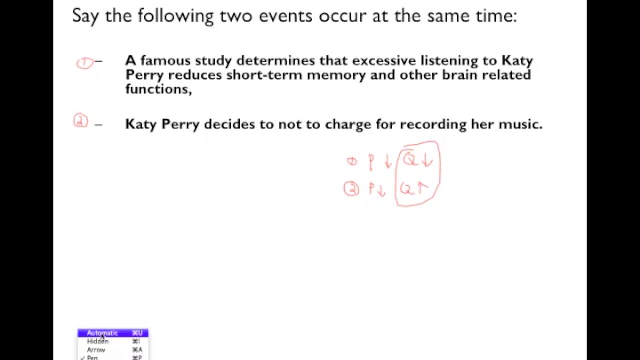 Say the following two events occur at the same time:
① – A famous study determines that excessive listening to Katy
Perry reduces short-term memory and other brain related
functions,
② – Katy Perry decides to not to charge for recording her music.
① P ↓ Q ↓
② P ↓ Q ↑
Automatic ⌘U
Hidden ⌘I
Arrow ⌘A
✓ Pen ⌘P